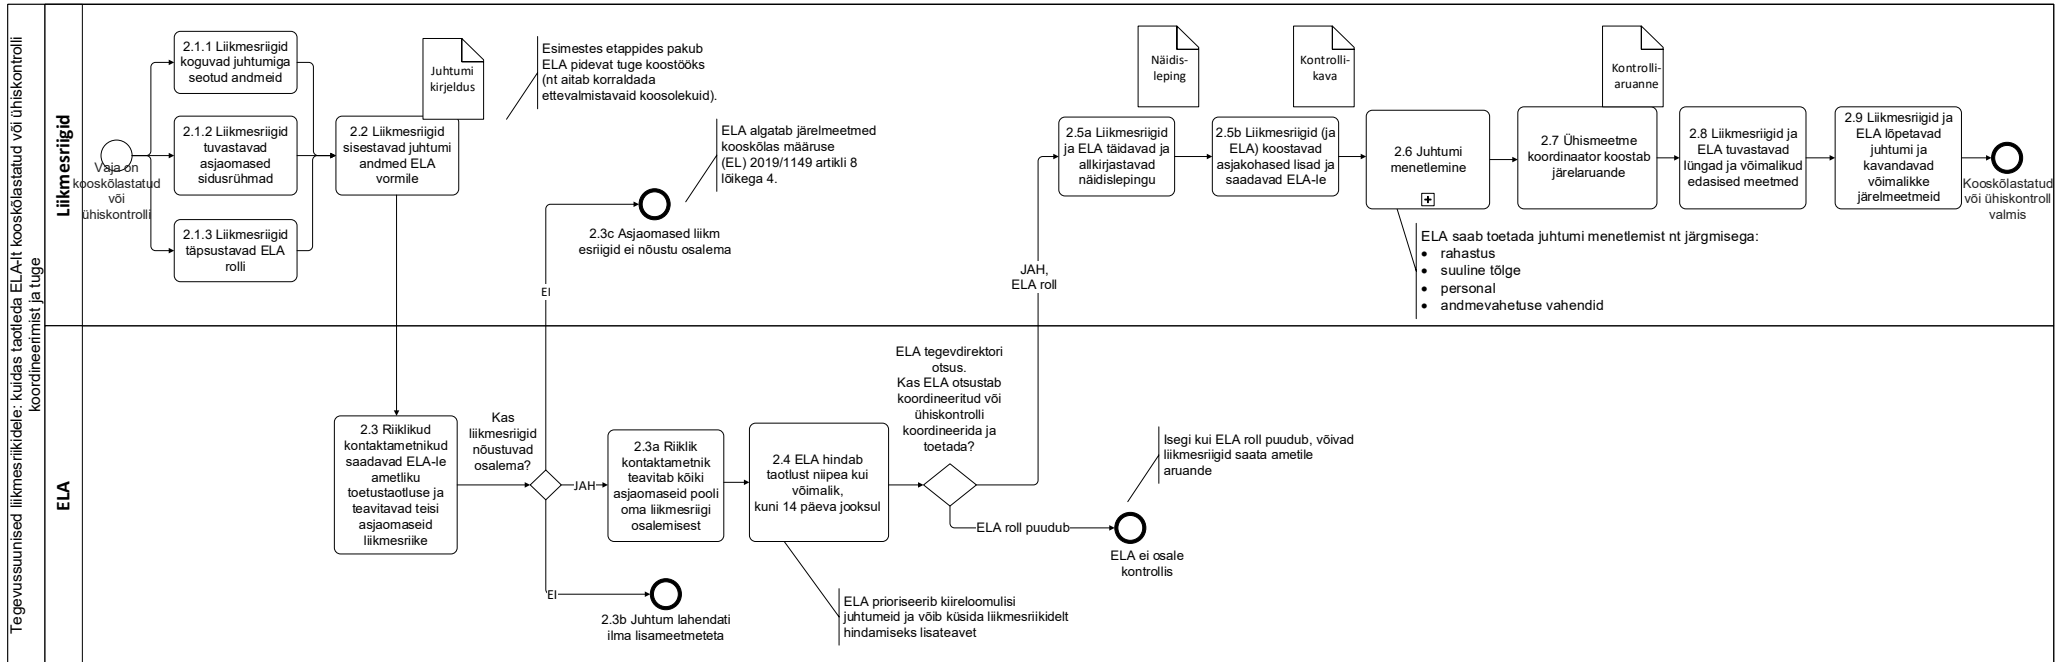 Tegevussuunised liikmesriikidele: kuidas taotleda ELA-lt kooskõlastatud või ühiskontrolli
koordineerimist ja tuge
Liikmesriigid
Vaja on
kooskõlastatud
või
ühiskontrolli
2.1.1 Liikmesriigid
koguvad juhtumiga
seotud andmeid
2.1.2 Liikmesriigid
tuvastavad
asjaomased
sidusrühmad
2.1.3 Liikmesriigid
täpsustavad ELA
rolli
Juhtumi
kirjeldus
2.2 Liikmesriigid
sisestavad juhtumi
andmed ELA
vormile
Esimestes etappides pakub
ELA pidevat tuge koostööks
(nt aitab korraldada
ettevalmistavaid koosolekuid).
ELA algatab järelmeetmed
kooskõlas määruse
(EL) 2019/1149 artikli 8
lõikega 4.
2.3c Asjaomased liikm
esriigid ei nõustu osalema
EI
JAH,
ELA roll
Näidis-
leping
2.5a Liikmesriigid
ja ELA täidavad ja
allkirjastavad
näidislepingu
Kontrolli-
kava
2.5b Liikmesriigid (ja
ELA) koostavad
asjakohased lisad ja
saadavad ELA-le
2.6 Juhtumi
menetlemine
ELA saab toetada juhtumi menetlemist nt järgmisega:
• rahastus
• suuline tõlge
• personal
• andmevahetuse vahendid
Kontrolli-
aruanne
2.7 Ühismeetme
koordinaator koostab
järelaruande
2.8 Liikmesriigid ja
ELA tuvastavad
lüngad ja võimalikud
edasised meetmed
2.9 Liikmesriigid ja
ELA lõpetavad
juhtumi ja
kavandavad
võimalikke
järelmeetmeid
Kooskõlastatud
või ühiskontroll
valmis
ELA
2.3 Riiklikud
kontaktametnikud
saadavad ELA-le
ametliku
toetustaotluse ja
teavitavad teisi
asjaomaseid
liikmesriike
Kas
liikmesriigid
nõustuvad
osalema?
JAH
EI
2.3b Juhtum lahendati
ilma lisameetmeteta
2.3a Riiklik
kontaktametnik
teavitab kõiki
asjaomaseid pooli
oma liikmesriigi
osalemisest
2.4 ELA hindab
taotlust niipea kui
võimalik,
kuni 14 päeva jooksul
ELA prioriseerib kiireloomulisi
juhtumeid ja võib küsida liikmesriikidelt
hindamiseks lisateavet
ELA tegevdirektori
otsus.
Kas ELA otsustab
koordineeritud või
ühiskontrolli
koordineerida ja
toetada?
ELA roll puudub
ELA ei osale
kontrollis
Isegi kui ELA roll puudub, võivad
liikmesriigid saata ametile
aruande